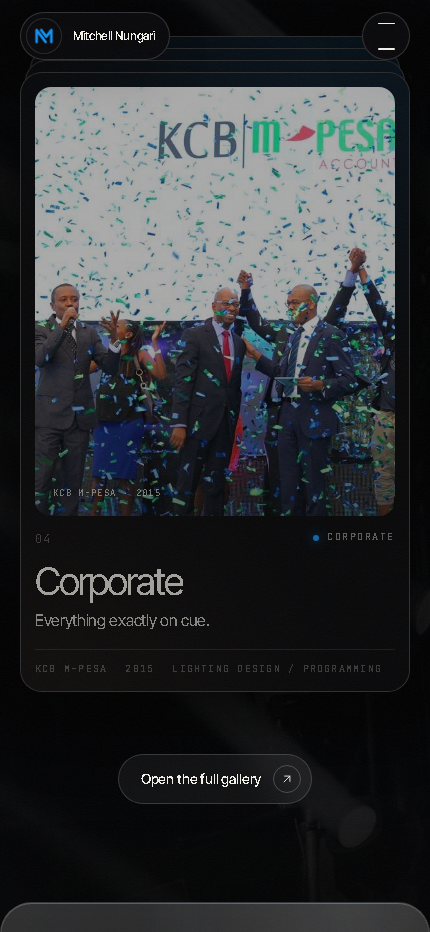 Mitchell Nungari
KCB M-PESA
ACCOUN
KCB M-PESA 2015
04
CORPORATE
Corporate
Everything exactly on cue.
KCB M-PESA 2015 LIGHTING DESIGN / PROGRAMMING
Open the full gallery